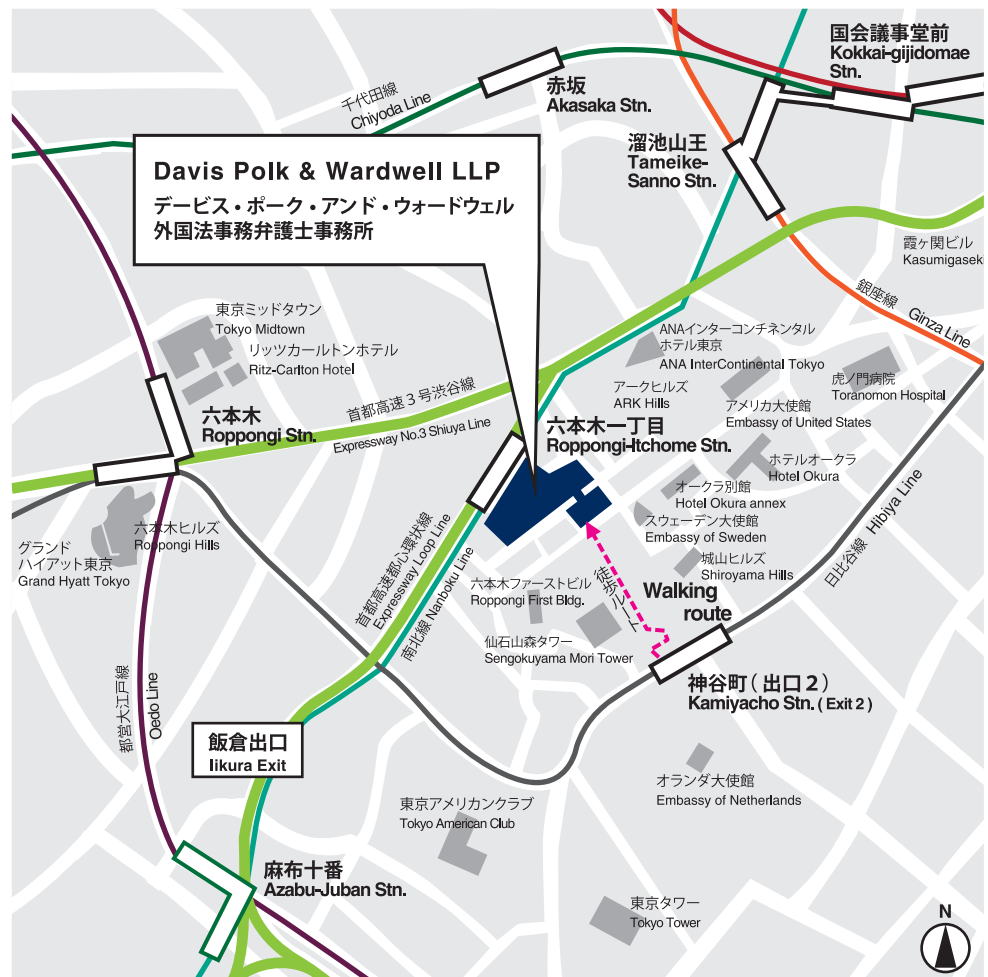 国会議事堂前
Kokkai-gijidomae
Stn.
赤坂
Akasaka Stn.
千代田線
Chiyoda Line
溜池山王
Tameike-
Sanno Stn.
Davis Polk & Wardwell LLP
デービス・ポーク・アンド・ウォードウェル
外国法事務弁護士事務所
霞ヶ関ビル
Kasumigaseki
銀座線 Ginza Line
東京ミッドタウン
Tokyo Midtown
リッツカールトンホテル
Ritz-Carlton Hotel
ANAインターコンチネンタル
ホテル東京
ANA InterContinental Tokyo
アークヒルズ
ARK Hills
虎ノ門病院
Toranomon Hospital
アメリカ大使館
Embassy of United States
首都高速3号渋谷線
Expressway No.3 Shiuya Line
六本木
Roppongi Stn.
六本木一丁目
Roppongi-Itchome Stn.
ホテルオークラ
Hotel Okura
オークラ別館
Hotel Okura annex
スウェーデン大使館
Embassy of Sweden
城山ヒルズ
Shiroyama Hills
日比谷線 Hibiya Line
六本木ヒルズ
Roppongi Hills
グランド
ハイアット東京
Grand Hyatt Tokyo
首都高速都心環状線
Expressway Loop Line
南北線 Nanboku Line
六本木ファーストビル
Roppongi First Bldg.
徒歩ルート
Walking
route
仙石山森タワー
Sengokuyama Mori Tower
神谷町(出口2)
Kamiyacho Stn. (Exit 2)
都営大江戸線
Oedo Line
飯倉出口
Iikura Exit
オランダ大使館
Embassy of Netherlands
東京アメリカンクラブ
Tokyo American Club
麻布十番
Azabu-Juban Stn.
東京タワー
Tokyo Tower
N